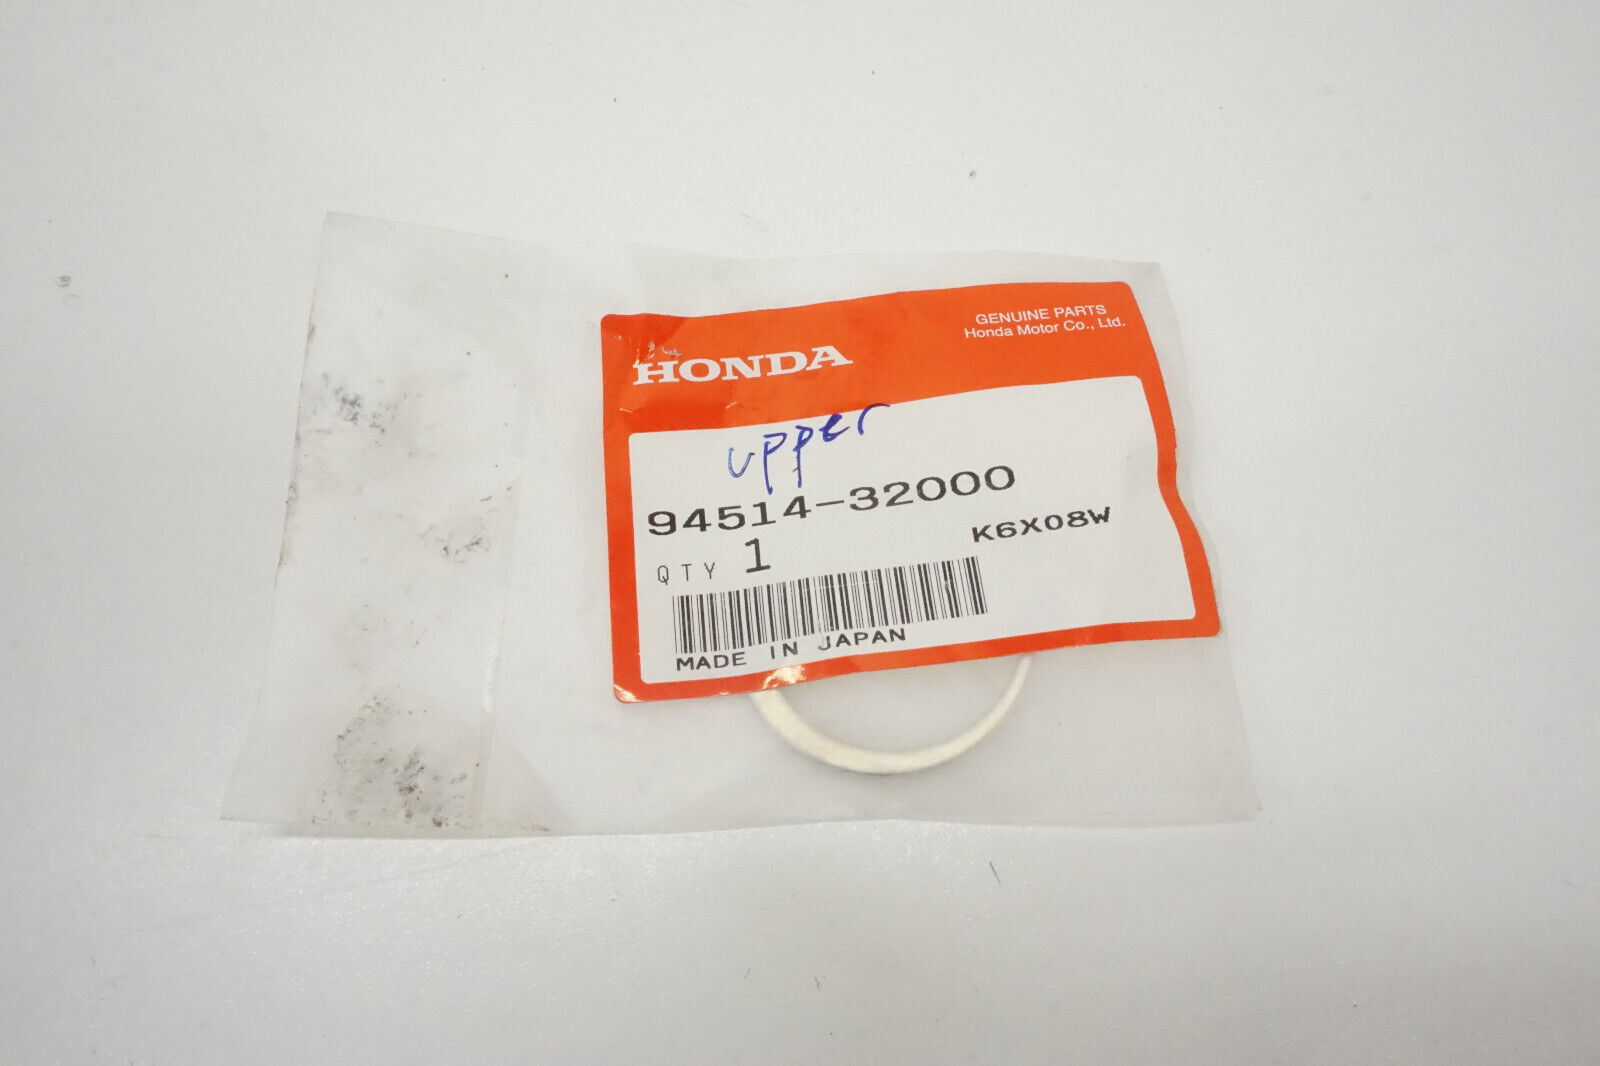 GENUINE PARTS
Honda Motor Co., Ltd.
HONDA
upper
94514-32000
K6X08W
QTY 1
MADE IN JAPAN